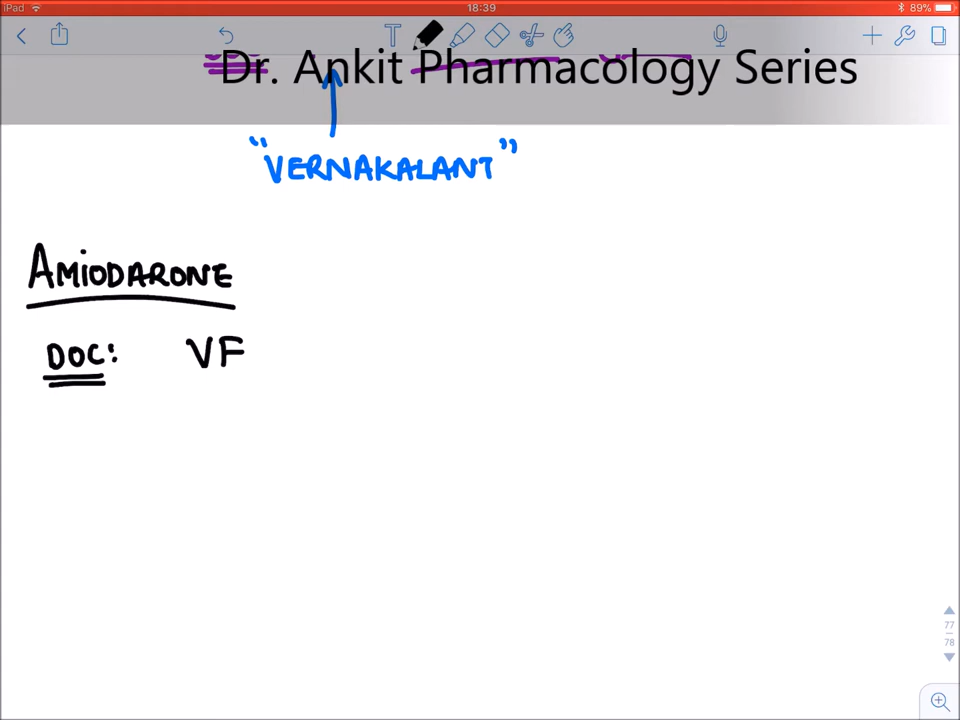 iPad 18:39 89%
T
Dr. Ankit Pharmacology Series
"VERNAKALANT"
AMIODARONE
DOC: VF
77
78